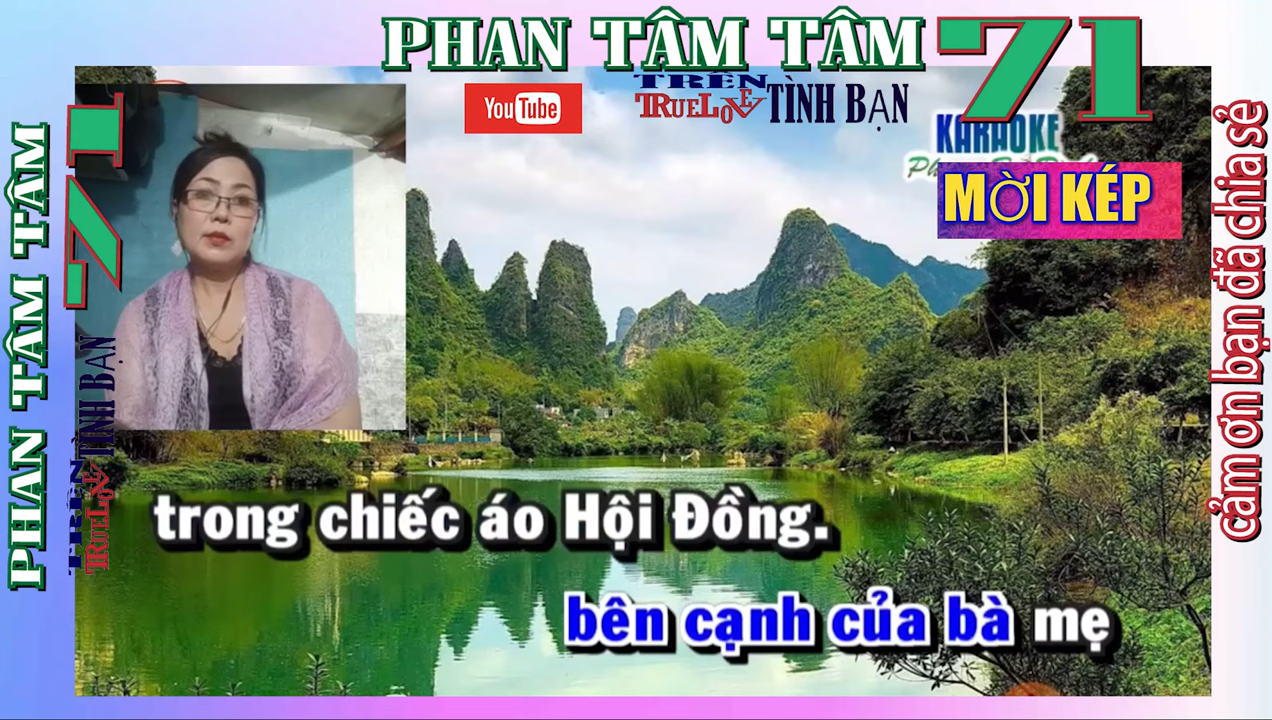 PHAN TÂM TÂM 71
YouTube
TRÊN
TRUELOVE
TÌNH BẠN
KARAOKE
MỜI KÉP
PHAN TÂM TÂM 71
TRÊN
TRUELOVE
TÌNH BẠN
cảm ơn bạn đã chia sẻ
trong chiếc áo Hội Đồng.
bên cạnh của bà mẹ